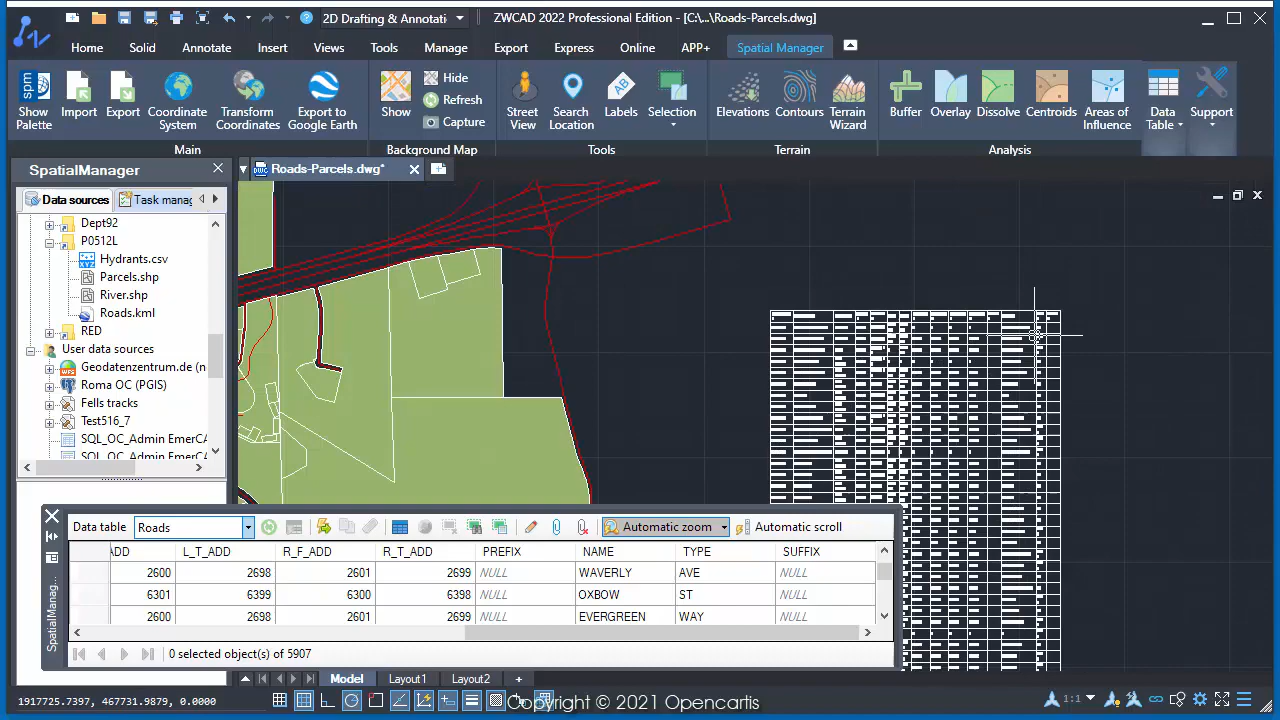 2D Drafting & Annotati
ZWCAD 2022 Professional Edition - [C:\...\Roads-Parcels.dwg]
Home
Solid
Annotate
Insert
Views
Tools
Manage
Export
Express
Online
APP+
Spatial Manager
spm
Show Palette
Import
Export
Coordinate System
Transform Coordinates
Export to Google Earth
Main
Show
Hide
Refresh
Capture
Background Map
Street View
Search Location
Labels
Selection
Tools
Elevations
Contours
Terrain Wizard
Terrain
Buffer
Overlay
Dissolve
Centroids
Areas of Influence
Analysis
Data Table
Support
SpatialManager
Roads-Parcels.dwg*
Data sources
Task manag
Dept92
P0512L
Hydrants.csv
Parcels.shp
River.shp
Roads.kml
RED
User data sources
Geodatenzentrum.de (n
Roma OC (PGIS)
Fells tracks
Test516_7
SQL_OC_Admin EmerCA
SpatialManag...
Data table
Roads
Automatic zoom
Automatic scroll
ADD L_T_ADD R_F_ADD R_T_ADD PREFIX NAME TYPE SUFFIX
2600 2698 2601 2699 NULL WAVERLY AVE NULL
6301 6399 6300 6398 NULL OXBOW ST NULL
2600 2698 2601 2699 NULL EVERGREEN WAY NULL
0 selected object(s) of 5907
Model
Layout1
Layout2
+
1917725.7397, 467731.9879, 0.0000
Copyright © 2021 Opencartis
1:1